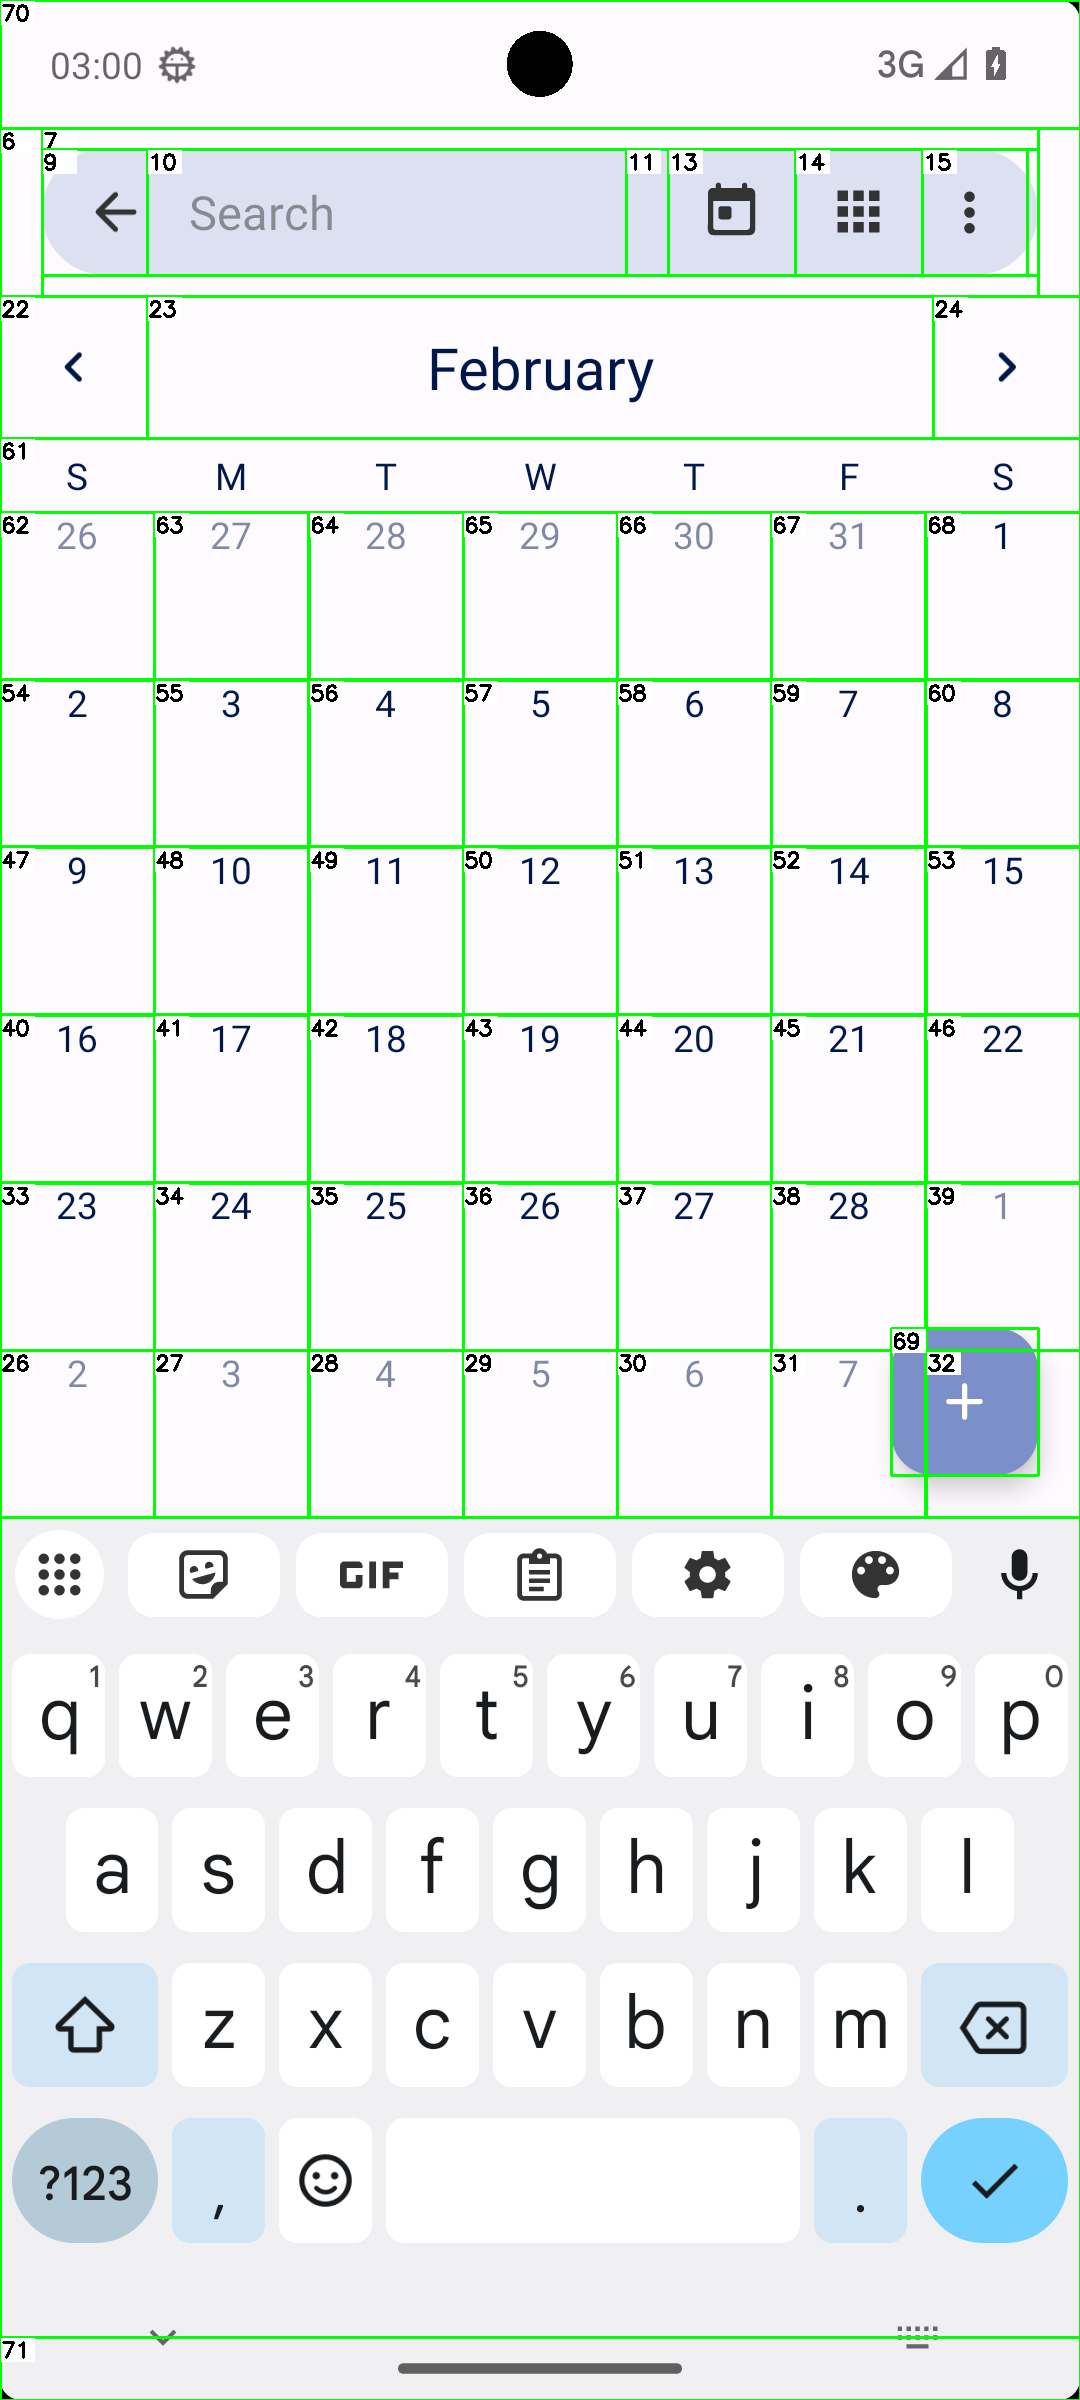 03:00 3G
Search
February
S M T W T F S
26 27 28 29 30 31 1
2 3 4 5 6 7 8
9 10 11 12 13 14 15
16 17 18 19 20 21 22
23 24 25 26 27 28 1
2 3 4 5 6 7
GIF
q 1 w 2 e 3 r 4 t 5 y 6 u 7 i 8 o 9 p 0
a s d f g h j k l
z x c v b n m
?123 , .
70
6 7
9 10 11 13 14 15
22 23 24
61
62 63 64 65 66 67 68
54 55 56 57 58 59 60
47 48 49 50 51 52 53
40 41 42 43 44 45 46
33 34 35 36 37 38 39
69
26 27 28 29 30 31 32
71